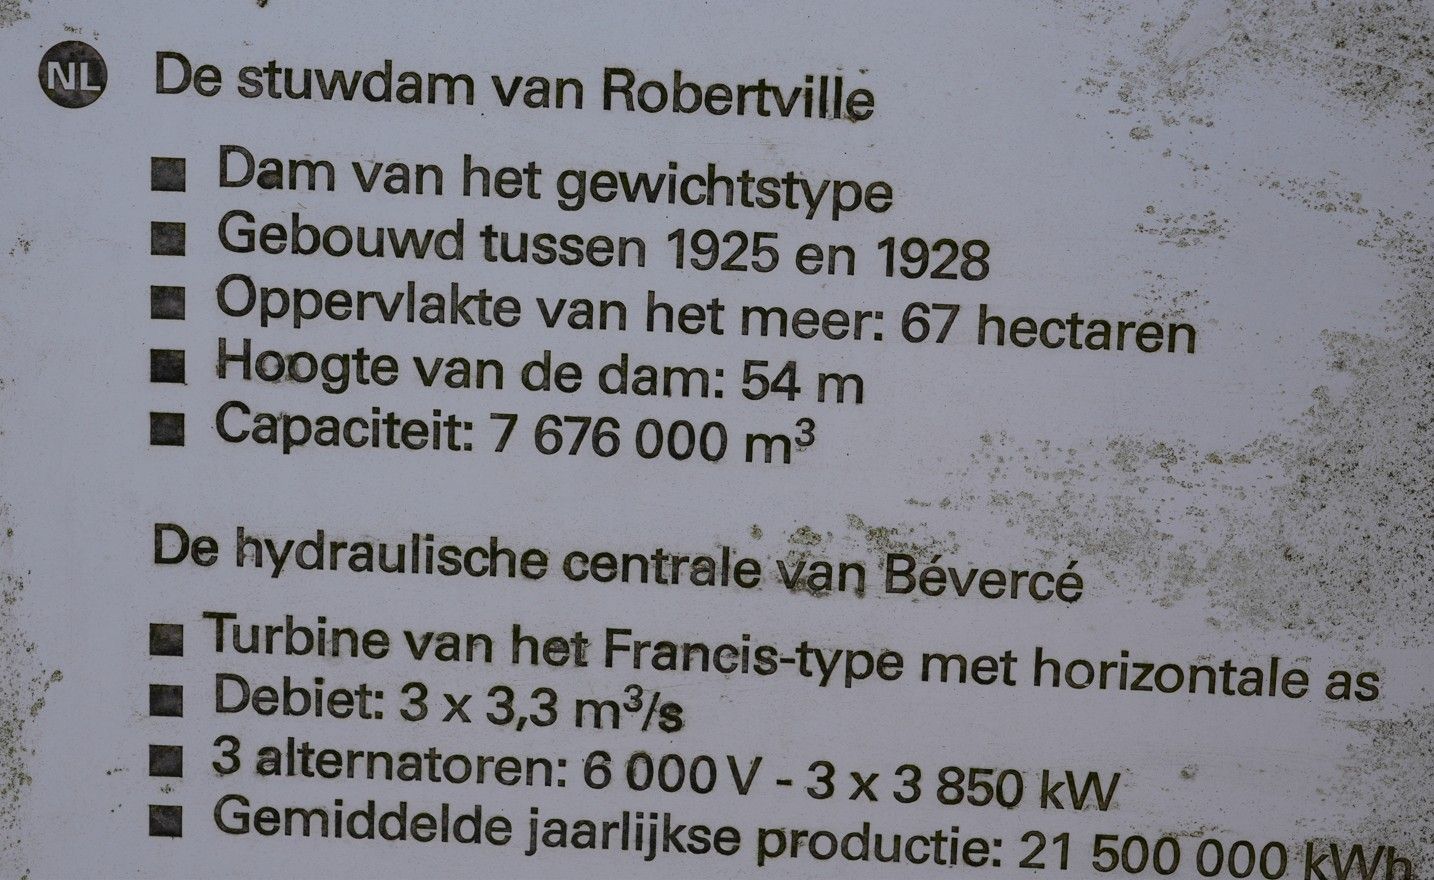 NL De stuwdam van Robertville
■ Dam van het gewichtstype
■ Gebouwd tussen 1925 en 1928
■ Oppervlakte van het meer: 67 hectaren
■ Hoogte van de dam: 54 m
■ Capaciteit: 7 676 000 m³
De hydraulische centrale van Bévercé
■ Turbine van het Francis-type met horizontale as
■ Debiet: 3 x 3,3 m³/s
■ 3 alternatoren: 6 000 V - 3 x 3 850 kW
■ Gemiddelde jaarlijkse productie: 21 500 000 kWh